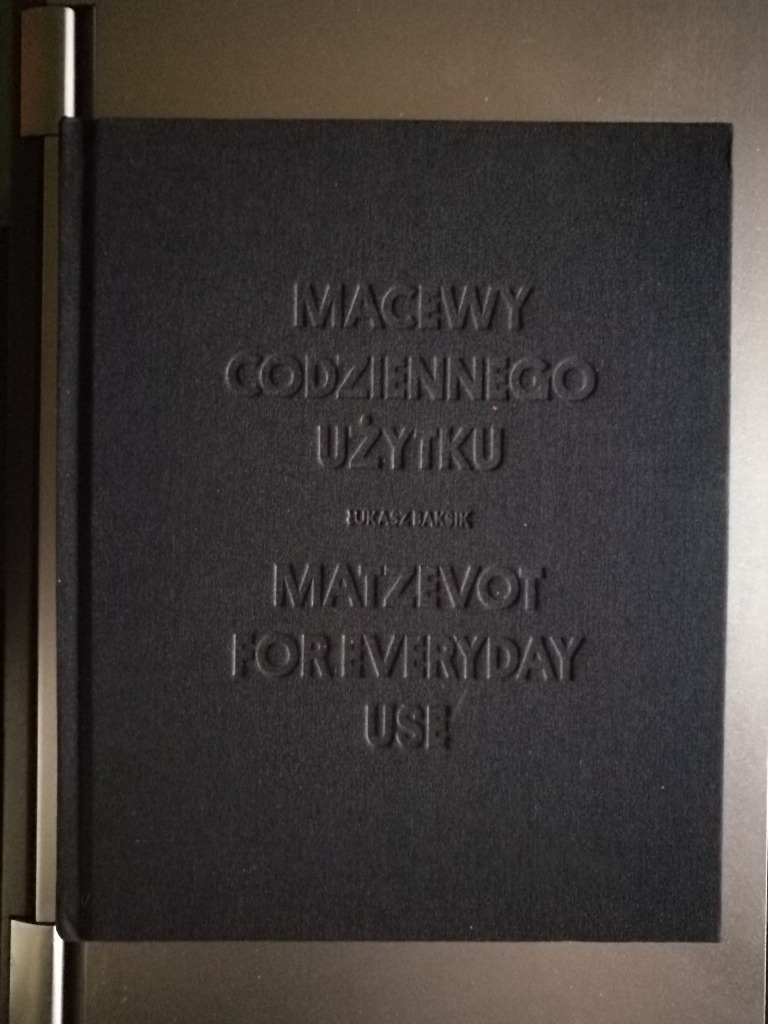 MACEWY
CODZIENNEGO
UŻYTKU
ŁUKASZ BAKSIK
MATZEVOT
FOR EVERYDAY
USE